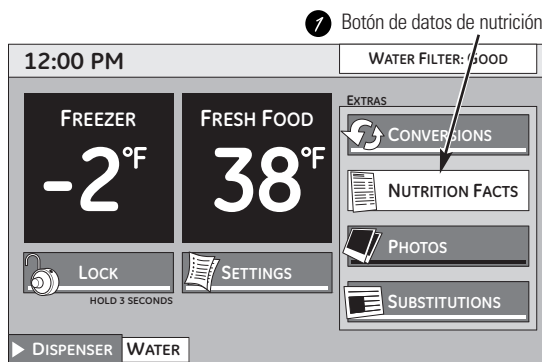 1 Botón de datos de nutrición
12:00 PM
WATER FILTER: GOOD
FREEZER
-2°F
FRESH FOOD
38°F
EXTRAS
CONVERSIONS
NUTRITION FACTS
PHOTOS
SUBSTITUTIONS
LOCK
HOLD 3 SECONDS
SETTINGS
DISPENSER
WATER